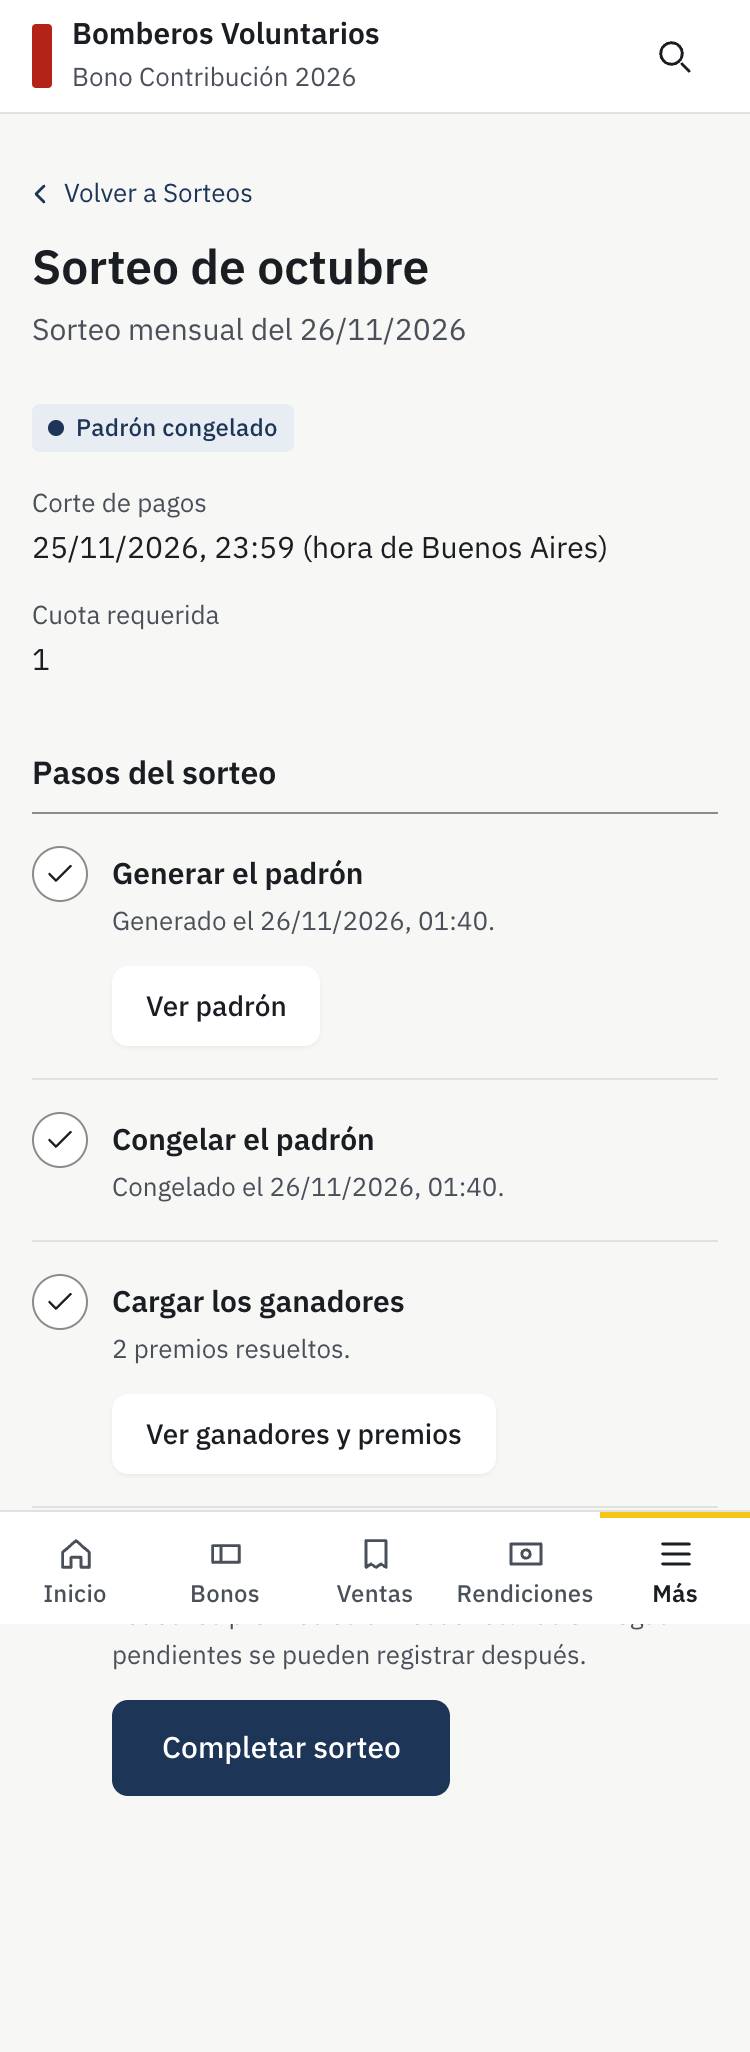 Bomberos Voluntarios
Bono Contribución 2026
Volver a Sorteos
Sorteo de octubre
Sorteo mensual del 26/11/2026
Padrón congelado
Corte de pagos
25/11/2026, 23:59 (hora de Buenos Aires)
Cuota requerida
1
Pasos del sorteo
Generar el padrón
Generado el 26/11/2026, 01:40.
Ver padrón
Congelar el padrón
Congelado el 26/11/2026, 01:40.
Cargar los ganadores
2 premios resueltos.
Ver ganadores y premios
Inicio
Bonos
Ventas
Rendiciones
Más
pendientes se pueden registrar después.
Completar sorteo